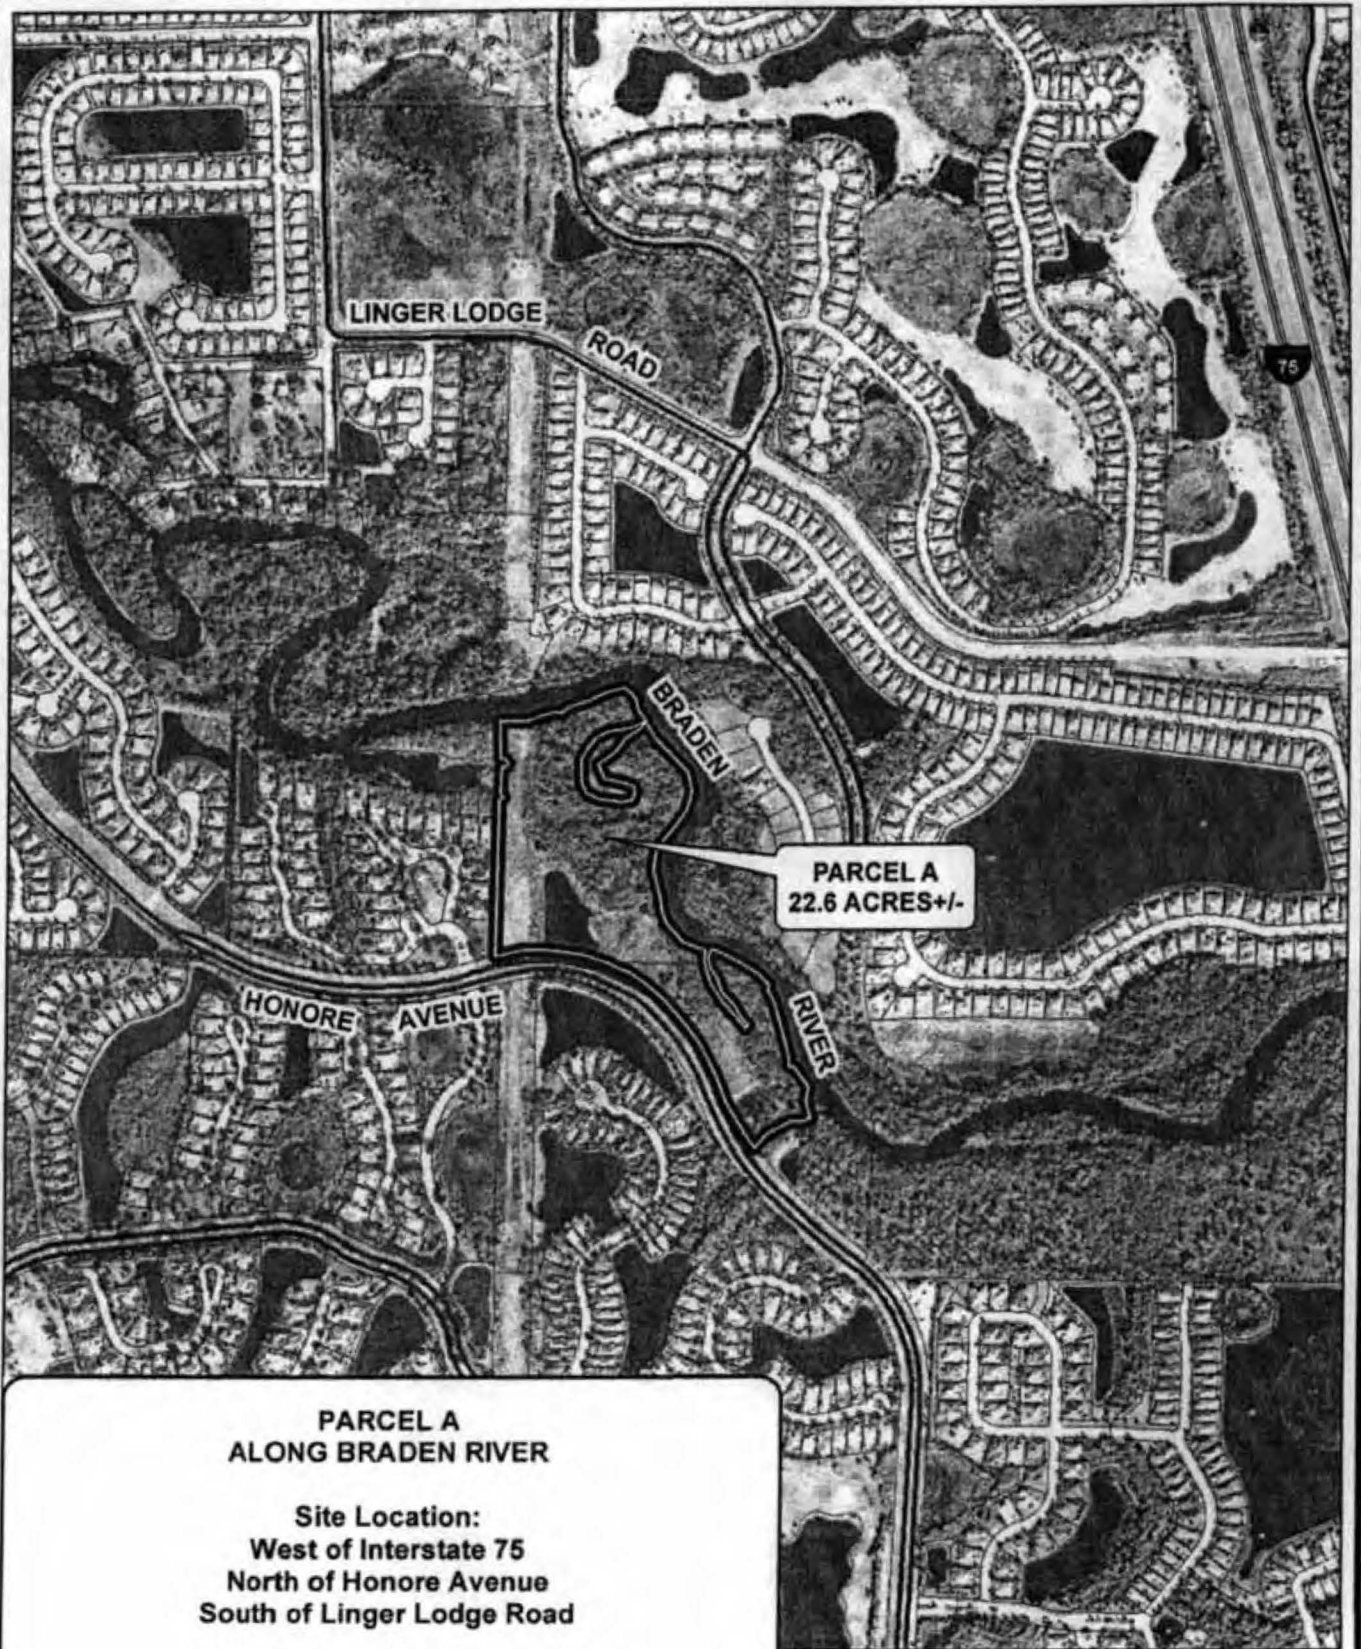 LINGER LODGE
ROAD
75
BRADEN
PARCEL A
22.6 ACRES+/-
HONORE AVENUE
RIVER
PARCEL A
ALONG BRADEN RIVER
Site Location:
West of Interstate 75
North of Honore Avenue
South of Linger Lodge Road